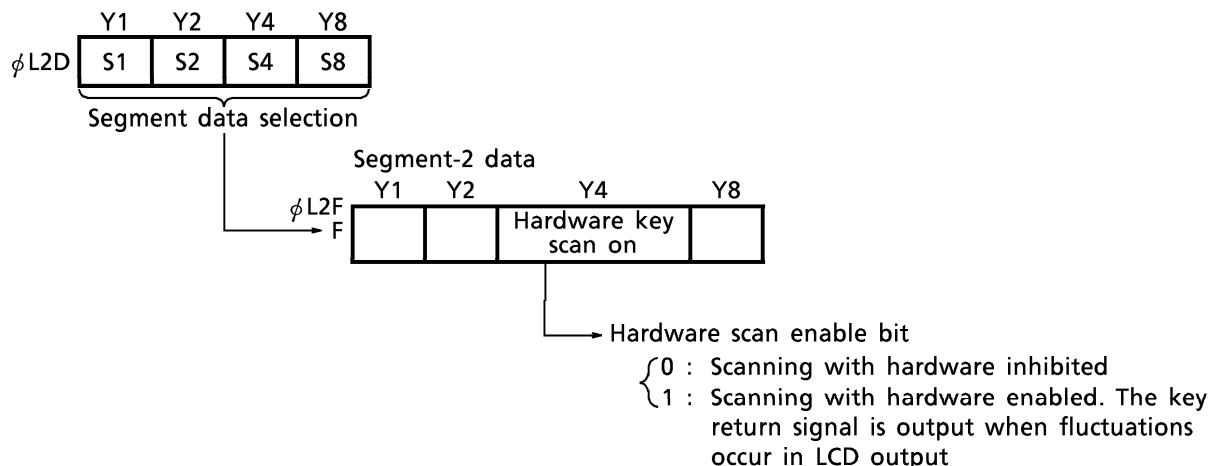 Y1 Y2 Y4 Y8
ϕL2D S1 S2 S4 S8
Segment data selection
Segment-2 data
Y1 Y2 Y4 Y8
ϕL2F
F
Hardware key
scan on
Hardware scan enable bit
0 : Scanning with hardware inhibited
1 : Scanning with hardware enabled. The key
return signal is output when fluctuations
occur in LCD output